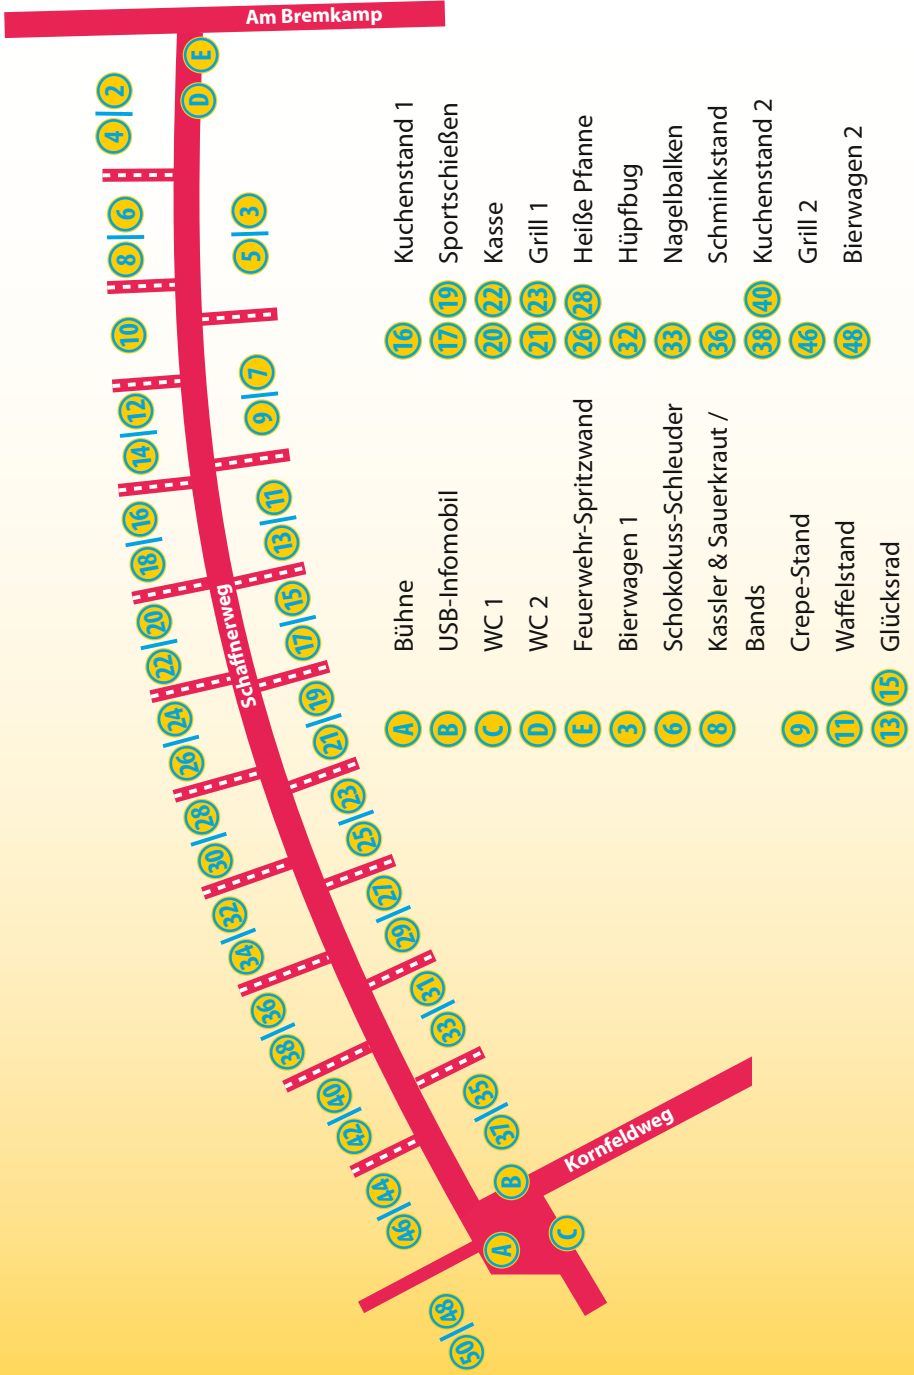 Am Bremkamp
E
D
2
4
6
8
10
12
14
16
18
20
22
24
26
28
30
32
34
36
38
40
42
44
46
48
50
3
5
7
9
11
13
15
17
19
21
23
25
27
29
31
33
35
37
Schaffnerweg
Kornfeldweg
A
B
C
A Bühne
B USB-Infomobil
C WC 1
D WC 2
E Feuerwehr-Spritzwand
3 Bierwagen 1
6 Schokokuss-Schleuder
8 Kassler & Sauerkraut /
Bands
9 Crepe-Stand
11 Waffelstand
13 15 Glücksrad
16 Kuchenstand 1
17 19 Sportschießen
20 22 Kasse
21 23 Grill 1
26 28 Heiße Pfanne
32 Hüpfbug
33 Nagelbalken
36 Schminkstand
38 40 Kuchenstand 2
46 Grill 2
48 Bierwagen 2